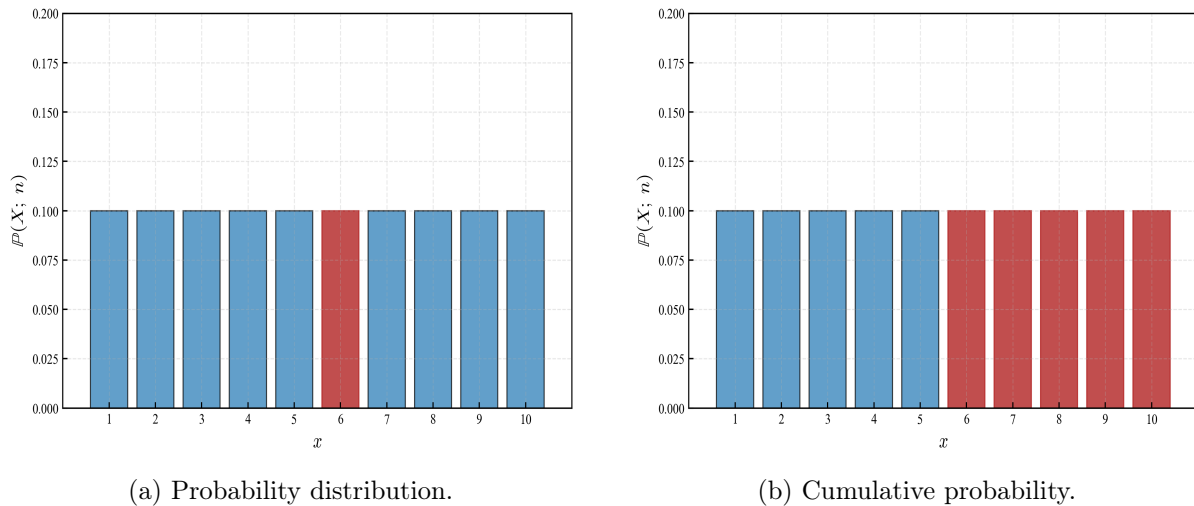 0.200
0.175
0.150
0.125
0.100
0.075
0.050
0.025
0.000
ℙ(X; n)
1 2 3 4 5 6 7 8 9 10
x
(a) Probability distribution.
0.200
0.175
0.150
0.125
0.100
0.075
0.050
0.025
0.000
ℙ(X; n)
1 2 3 4 5 6 7 8 9 10
x
(b) Cumulative probability.